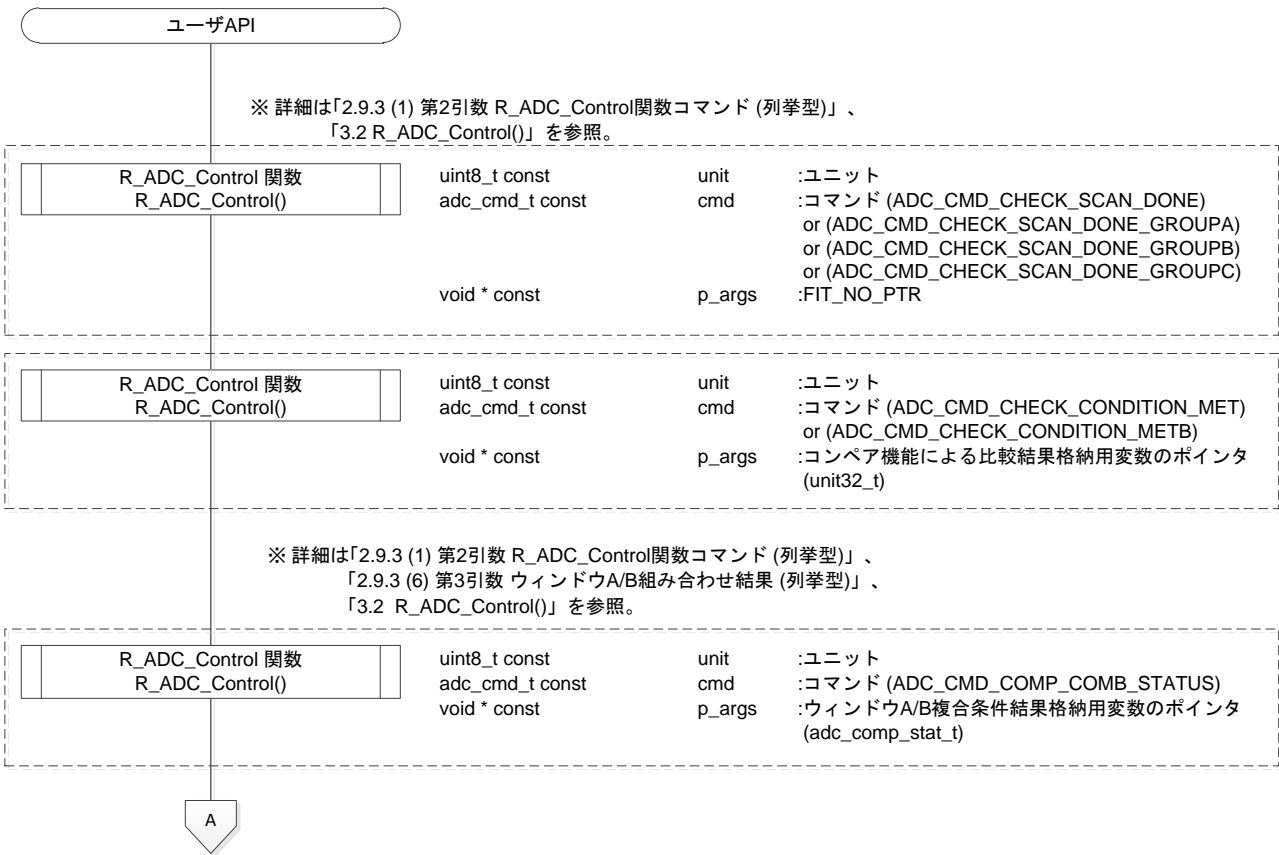 ユーザAPI
※ 詳細は「2.9.3 (1) 第2引数 R_ADC_Control関数コマンド (列挙型)」、
「3.2 R_ADC_Control()」を参照。
R_ADC_Control 関数
R_ADC_Control()
uint8_t const unit :ユニット
adc_cmd_t const cmd :コマンド (ADC_CMD_CHECK_SCAN_DONE)
or (ADC_CMD_CHECK_SCAN_DONE_GROUPA)
or (ADC_CMD_CHECK_SCAN_DONE_GROUPB)
or (ADC_CMD_CHECK_SCAN_DONE_GROUPC)
void * const p_args :FIT_NO_PTR
R_ADC_Control 関数
R_ADC_Control()
uint8_t const unit :ユニット
adc_cmd_t const cmd :コマンド (ADC_CMD_CHECK_CONDITION_MET)
or (ADC_CMD_CHECK_CONDITION_METB)
void * const p_args :コンペア機能による比較結果格納用変数のポインタ
(unit32_t)
※ 詳細は「2.9.3 (1) 第2引数 R_ADC_Control関数コマンド (列挙型)」、
「2.9.3 (6) 第3引数 ウィンドウA/B組み合わせ結果 (列挙型)」、
「3.2 R_ADC_Control()」を参照。
R_ADC_Control 関数
R_ADC_Control()
uint8_t const unit :ユニット
adc_cmd_t const cmd :コマンド (ADC_CMD_COMP_COMB_STATUS)
void * const p_args :ウィンドウA/B複合条件結果格納用変数のポインタ
(adc_comp_stat_t)
A